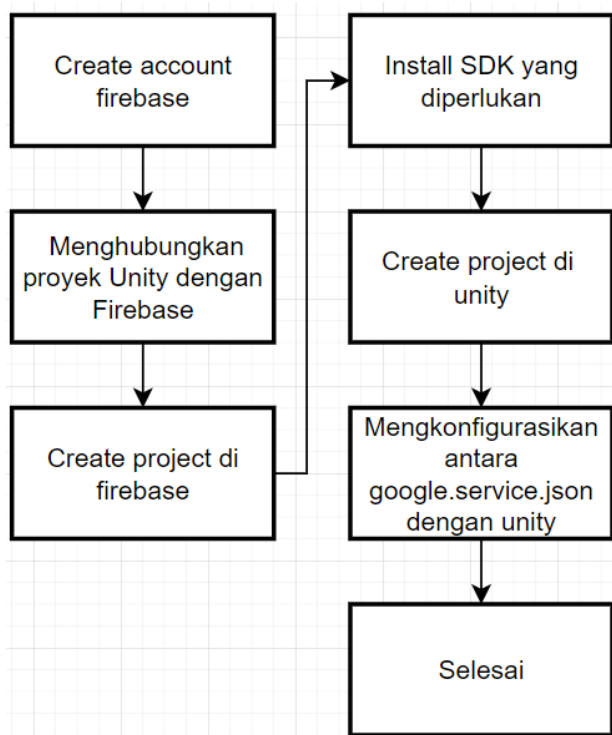 Create account
firebase
Menghubungkan
proyek Unity dengan
Firebase
Create project di
firebase
Install SDK yang
diperlukan
Create project di
unity
Mengkonfigurasikan
antara
google.service.json
dengan unity
Selesai